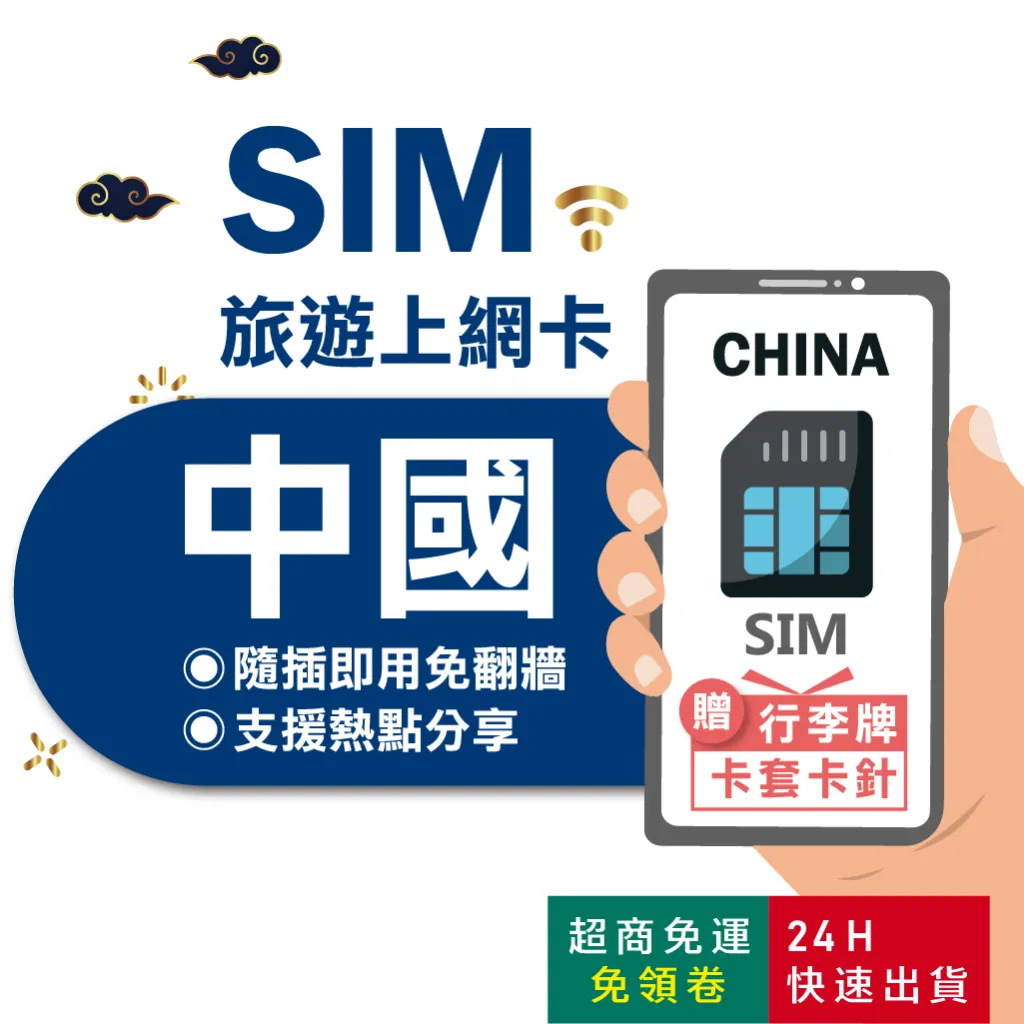 SIM
旅遊上網卡
中國
◉隨插即用免翻牆
◉支援熱點分享
CHINA
SIM
贈 行李牌
卡套卡針
超商免運
免領卷
24H
快速出貨